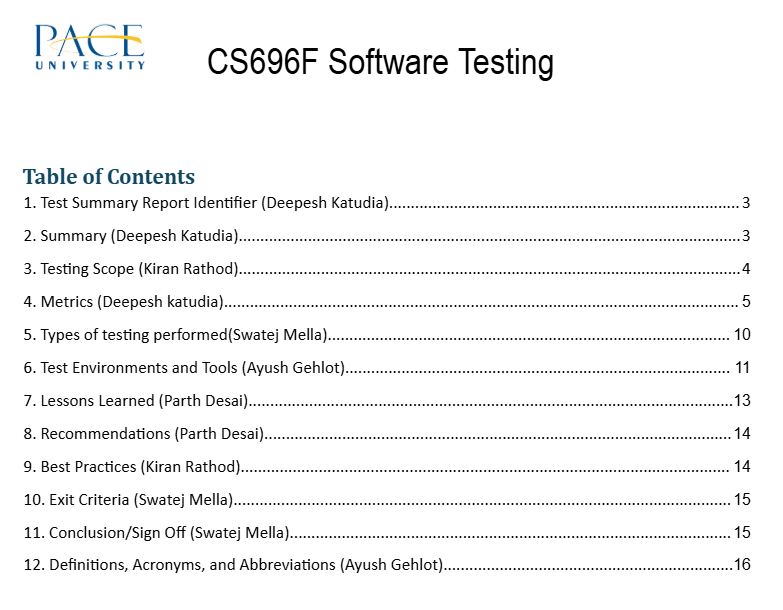 PACE
UNIVERSITY
CS696F Software Testing
Table of Contents
1. Test Summary Report Identifier (Deepesh Katudia)................................................................................. 3
2. Summary (Deepesh Katudia)....................................................................................................................3
3. Testing Scope (Kiran Rathod)....................................................................................................................4
4. Metrics (Deepesh katudia)....................................................................................................................... 5
5. Types of testing performed(Swatej Mella)............................................................................................. 10
6. Test Environments and Tools (Ayush Gehlot)......................................................................................... 11
7. Lessons Learned (Parth Desai)................................................................................................................13
8. Recommendations (Parth Desai)............................................................................................................14
9. Best Practices (Kiran Rathod)................................................................................................................. 14
10. Exit Criteria (Swatej Mella)...................................................................................................................15
11. Conclusion/Sign Off (Swatej Mella)......................................................................................................15
12. Definitions, Acronyms, and Abbreviations (Ayush Gehlot)...................................................................16